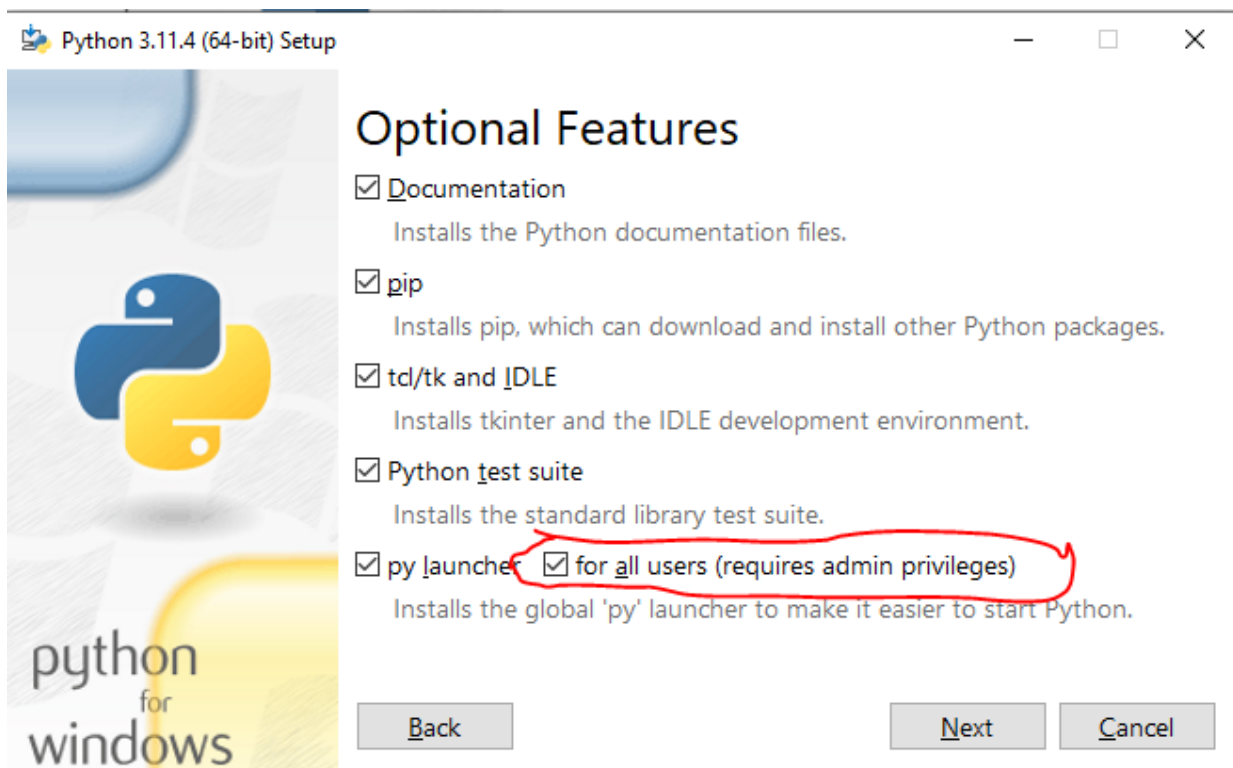 Python 3.11.4 (64-bit) Setup
Optional Features
Documentation
Installs the Python documentation files.
pip
Installs pip, which can download and install other Python packages.
tcl/tk and IDLE
Installs tkinter and the IDLE development environment.
Python test suite
Installs the standard library test suite.
py launcher for all users (requires admin privileges)
Installs the global 'py' launcher to make it easier to start Python.
python
for
windows
Back Next Cancel